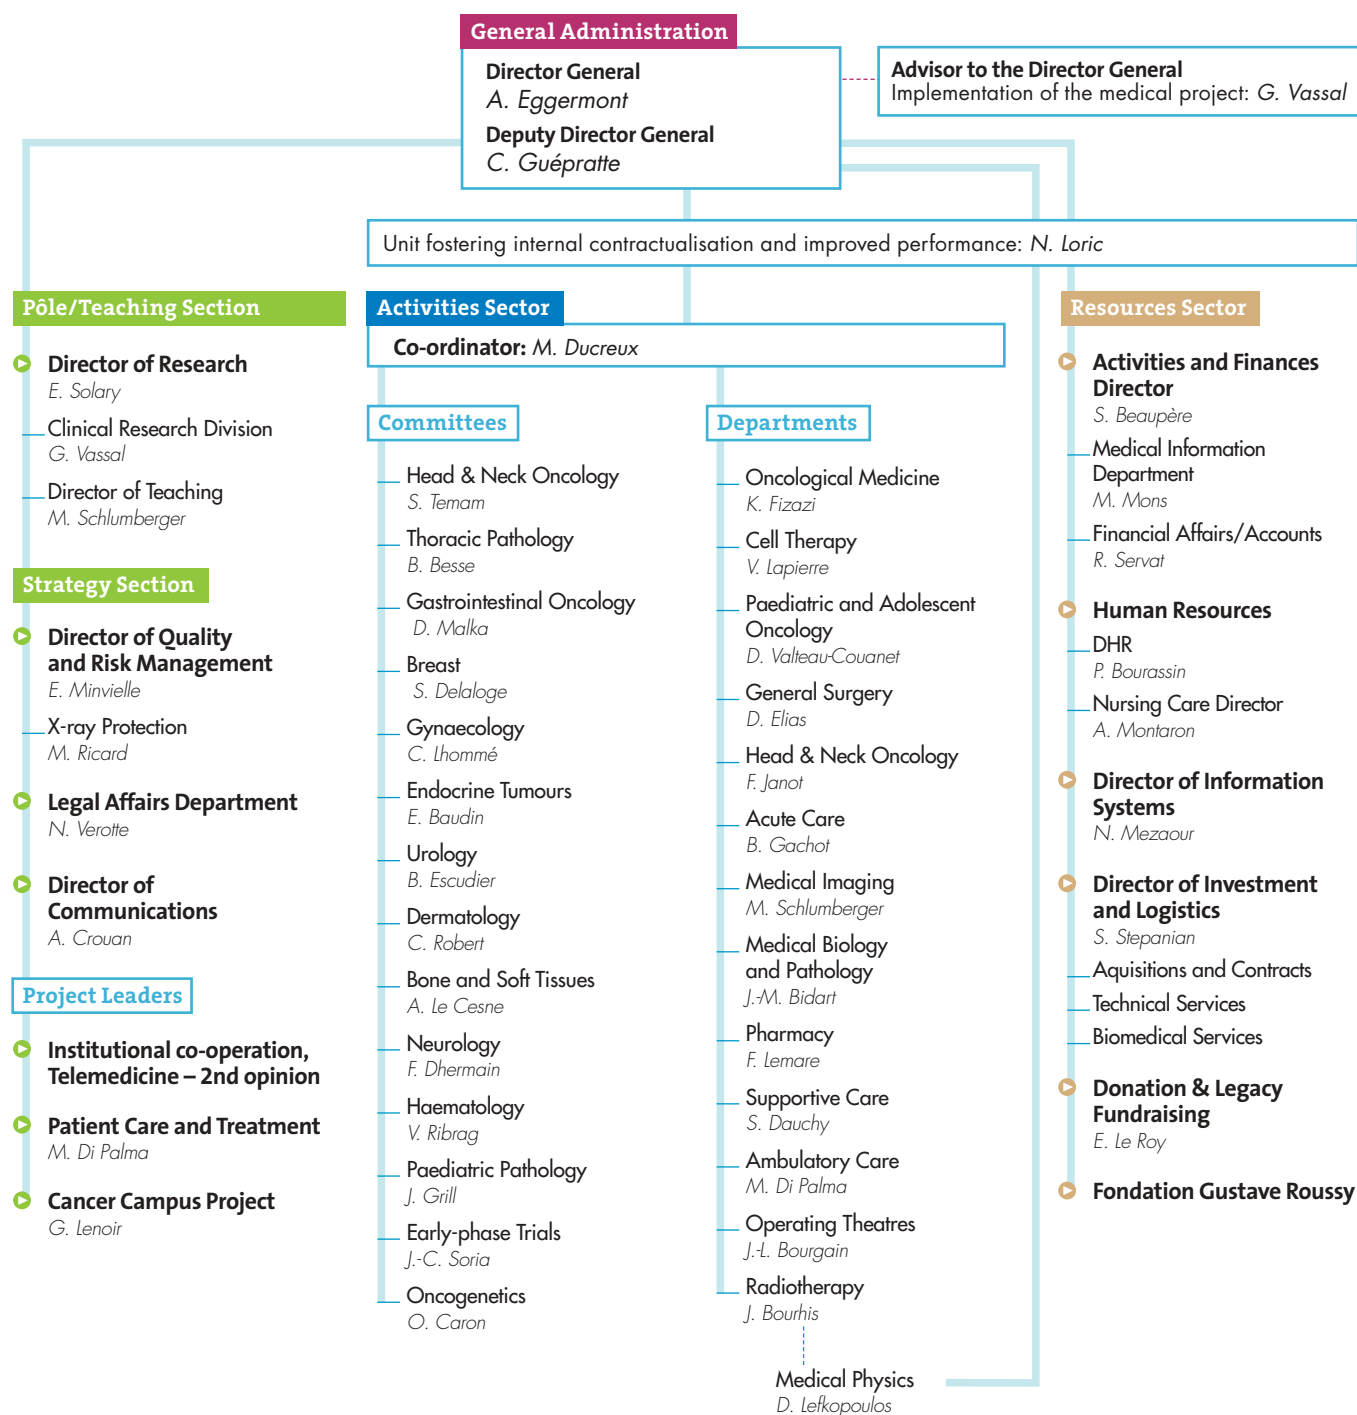 General Administration
Director General
A. Eggermont
Deputy Director General
C. Guépratte
Advisor to the Director General
Implementation of the medical project: G. Vassal
Unit fostering internal contractualisation and improved performance: N. Loric
Pôle/Teaching Section
Director of Research
E. Solary
Clinical Research Division
G. Vassal
Director of Teaching
M. Schlumberger
Strategy Section
Director of Quality
and Risk Management
E. Minvielle
X-ray Protection
M. Ricard
Legal Affairs Department
N. Verotte
Director of
Communications
A. Crouan
Project Leaders
Institutional co-operation,
Telemedicine – 2nd opinion
Patient Care and Treatment
M. Di Palma
Cancer Campus Project
G. Lenoir
Activities Sector
Co-ordinator: M. Ducreux
Committees
Head & Neck Oncology
S. Temam
Thoracic Pathology
B. Besse
Gastrointestinal Oncology
D. Malka
Breast
S. Delaloge
Gynaecology
C. Lhommé
Endocrine Tumours
E. Baudin
Urology
B. Escudier
Dermatology
C. Robert
Bone and Soft Tissues
A. Le Cesne
Neurology
F. Dhermain
Haematology
V. Ribrag
Paediatric Pathology
J. Grill
Early-phase Trials
J.-C. Soria
Oncogenetics
O. Caron
Departments
Oncological Medicine
K. Fizazi
Cell Therapy
V. Lapierre
Paediatric and Adolescent
Oncology
D. Valteau-Couanet
General Surgery
D. Elias
Head & Neck Oncology
F. Janot
Acute Care
B. Gachot
Medical Imaging
M. Schlumberger
Medical Biology
and Pathology
J.-M. Bidart
Pharmacy
F. Lemare
Supportive Care
S. Dauchy
Ambulatory Care
M. Di Palma
Operating Theatres
J.-L. Bourgain
Radiotherapy
J. Bourhis
Medical Physics
D. Lefkopoulos
Resources Sector
Activities and Finances
Director
S. Beaupère
Medical Information
Department
M. Mons
Financial Affairs/Accounts
R. Servat
Human Resources
DHR
P. Bourassin
Nursing Care Director
A. Montaron
Director of Information
Systems
N. Mezaour
Director of Investment
and Logistics
S. Stepanian
Aquisitions and Contracts
Technical Services
Biomedical Services
Donation & Legacy
Fundraising
E. Le Roy
Fondation Gustave Roussy